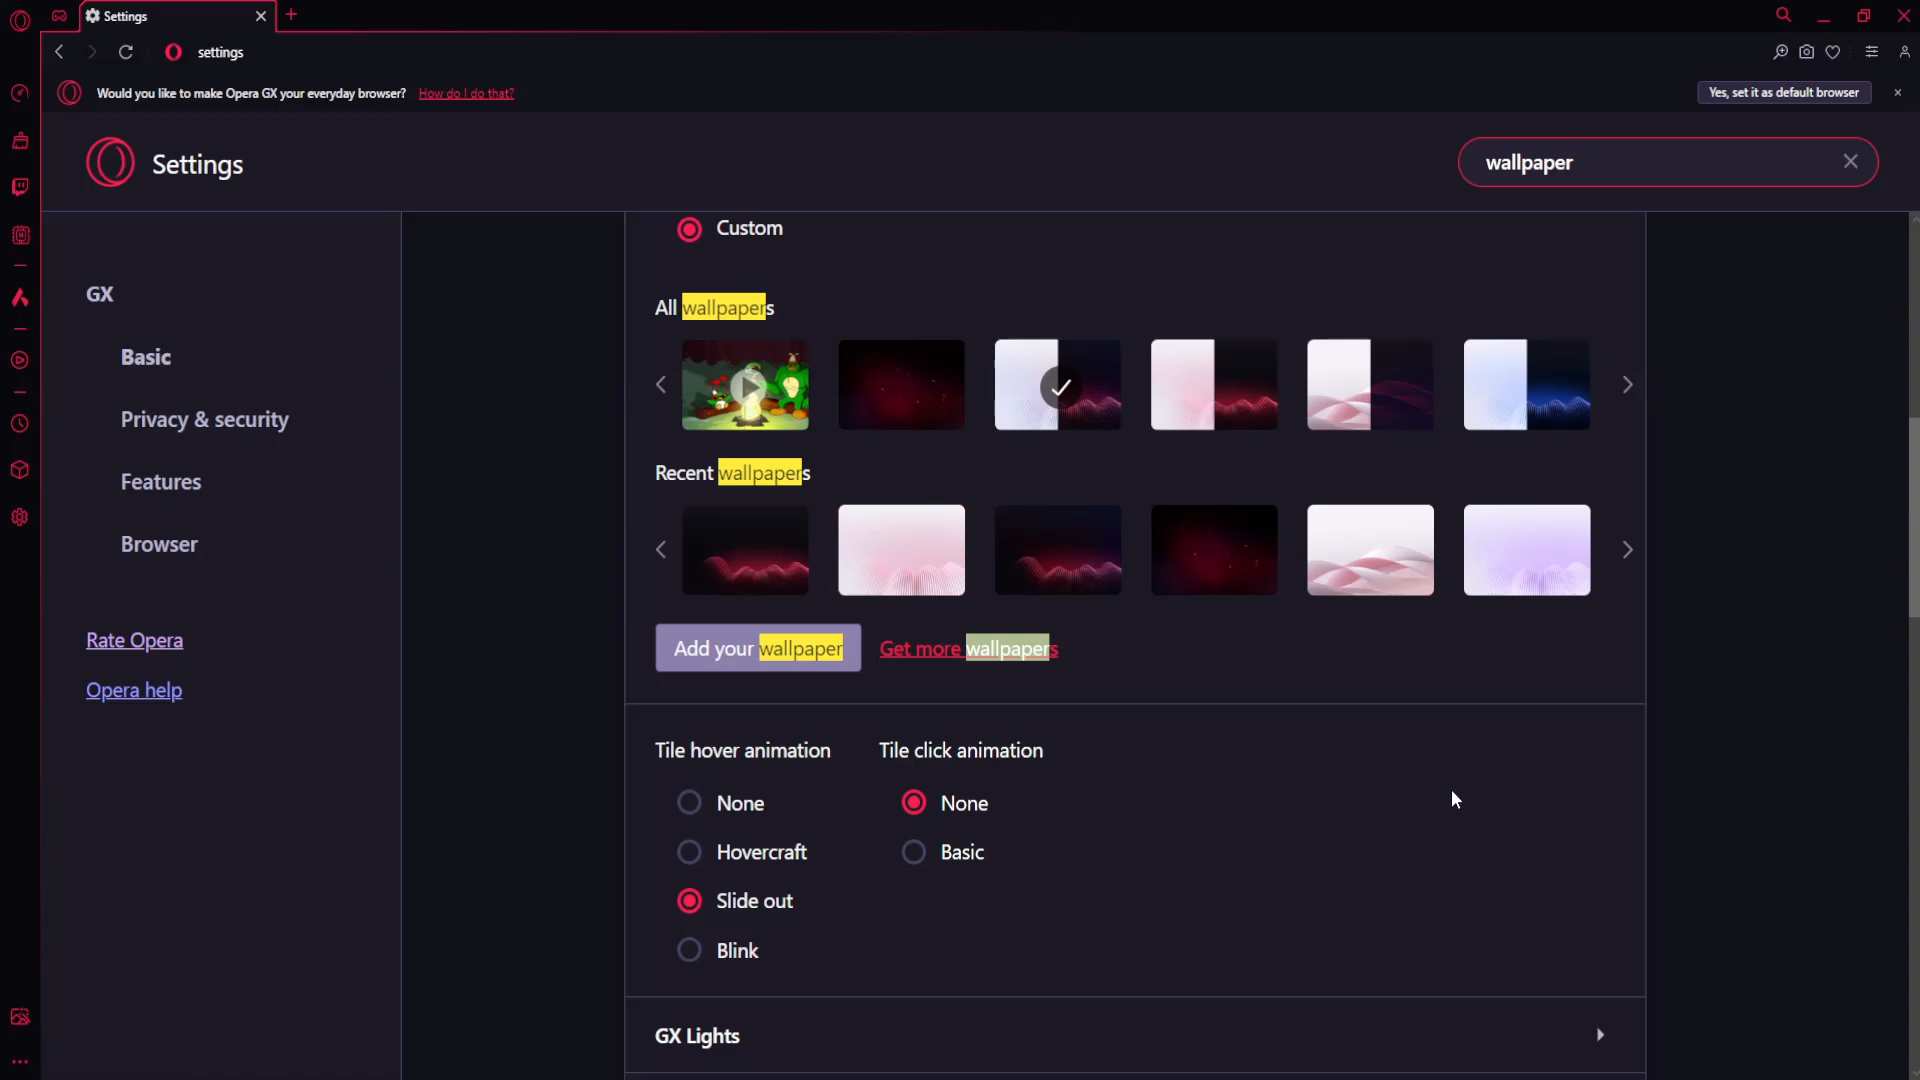 Settings
settings
Would you like to make Opera GX your everyday browser? How do I do that?
Yes, set it as default browser
Settings
wallpaper
GX
Basic
Privacy & security
Features
Browser
Rate Opera
Opera help
Custom
All wallpapers
Recent wallpapers
Add your wallpaper
Get more wallpapers
Tile hover animation
Tile click animation
None
None
Hovercraft
Basic
Slide out
Blink
GX Lights